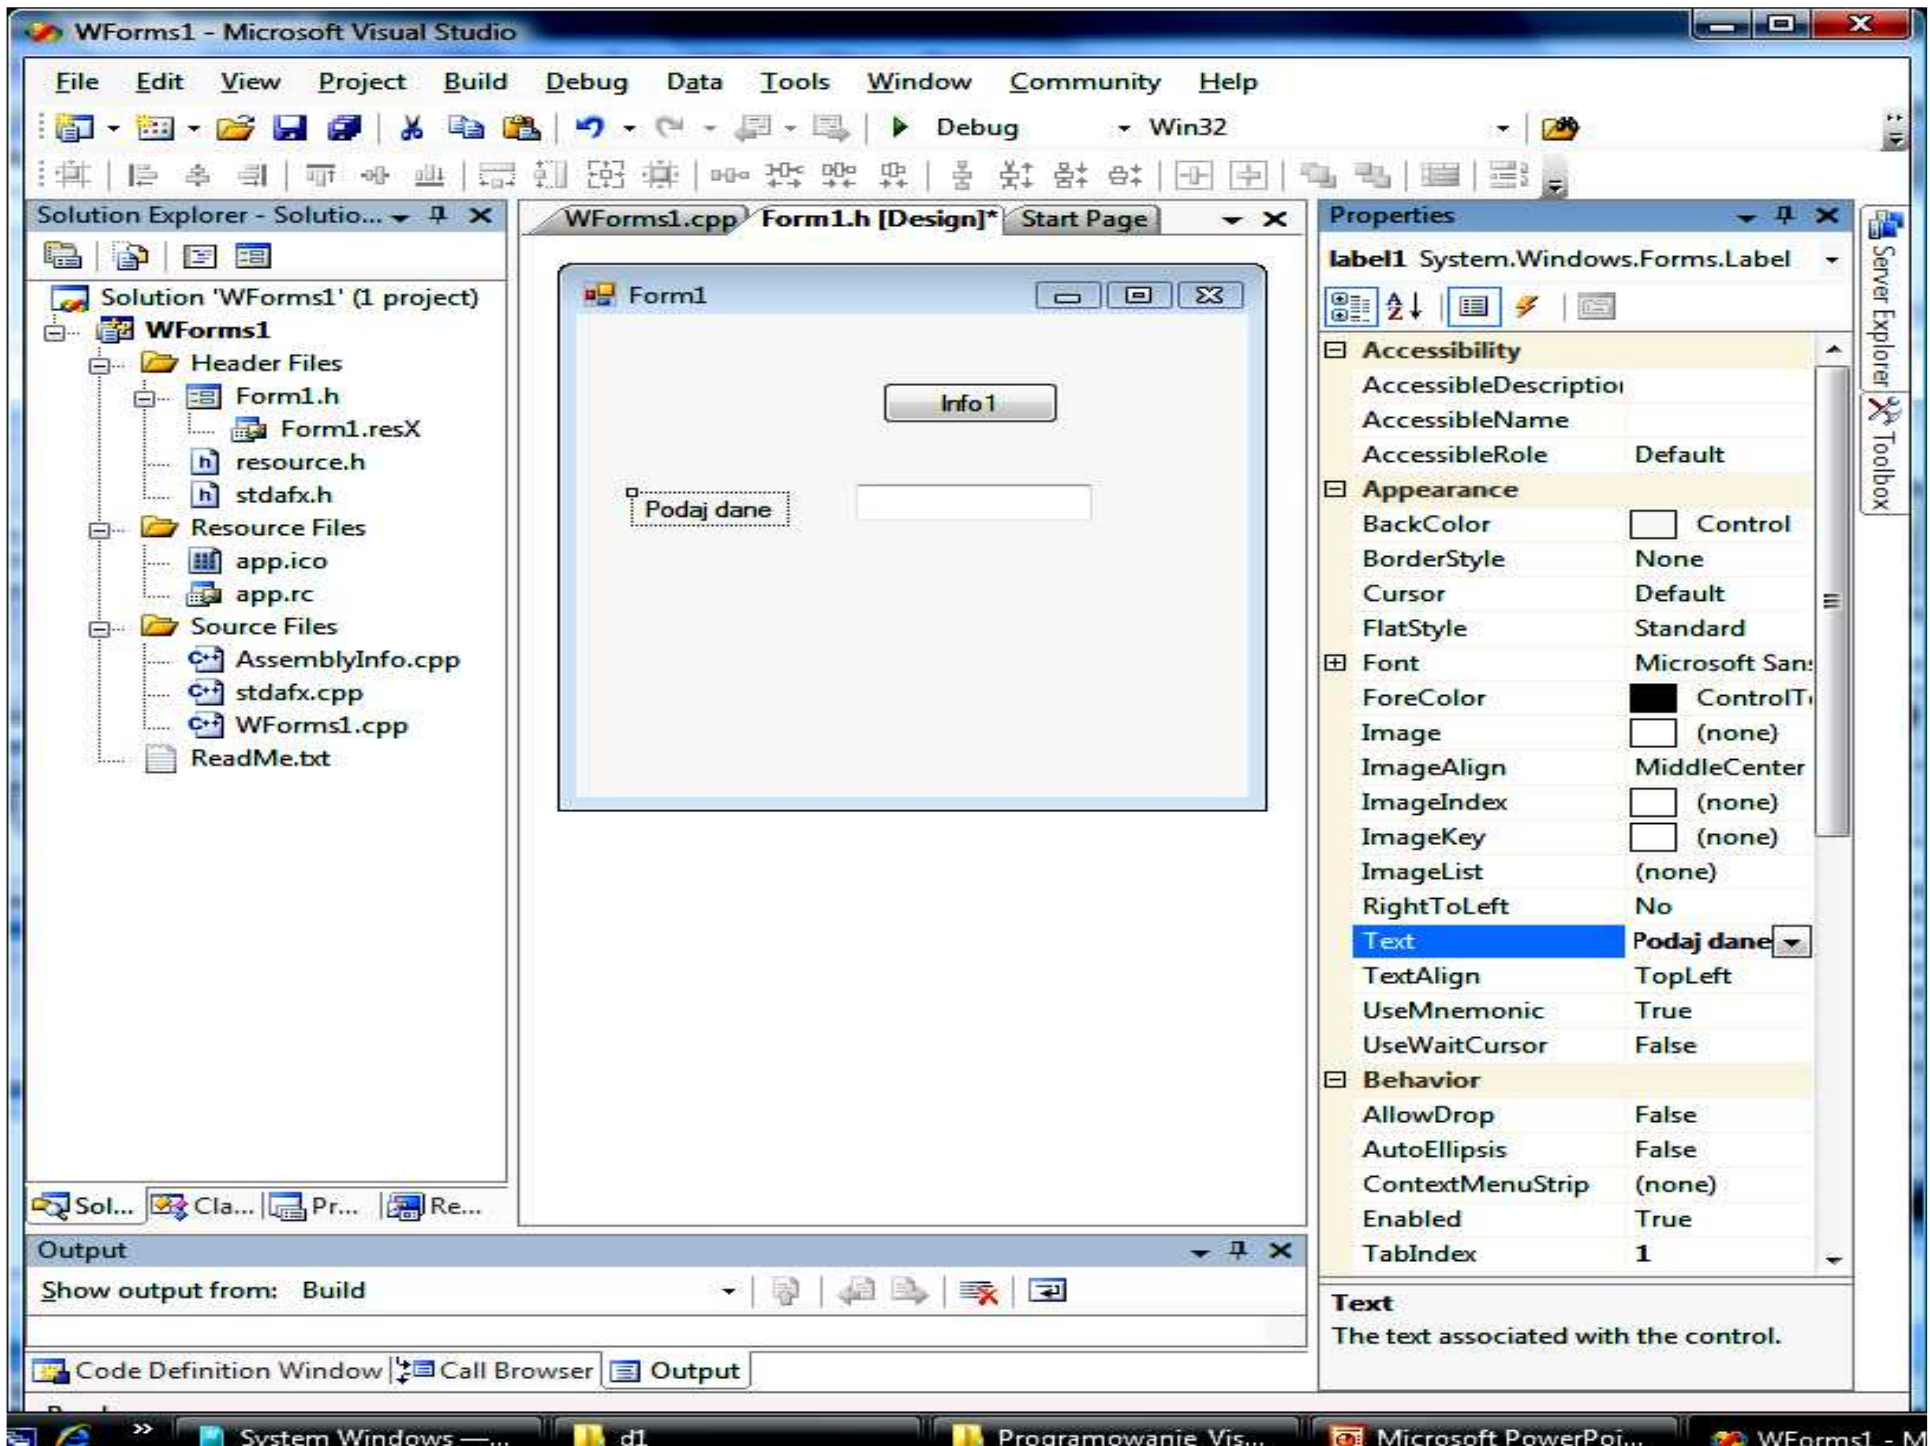 WForms1 - Microsoft Visual Studio
File Edit View Project Build Debug Data Tools Window Community Help
Debug Win32
Solution Explorer - Solutio...
Solution 'WForms1' (1 project)
WForms1
Header Files
Form1.h
Form1.resX
resource.h
stdafx.h
Resource Files
app.ico
app.rc
Source Files
AssemblyInfo.cpp
stdafx.cpp
WForms1.cpp
ReadMe.txt
Sol... Cla... Pr... Re...
WForms1.cpp Form1.h [Design]* Start Page
Form1
Info1
Podaj dane
Properties
label1 System.Windows.Forms.Label
Accessibility
AccessibleDescription
AccessibleName
AccessibleRole Default
Appearance
BackColor Control
BorderStyle None
Cursor Default
FlatStyle Standard
Font Microsoft Sans
ForeColor ControlT
Image (none)
ImageAlign MiddleCenter
ImageIndex (none)
ImageKey (none)
ImageList (none)
RightToLeft No
Text Podaj dane
TextAlign TopLeft
UseMnemonic True
UseWaitCursor False
Behavior
AllowDrop False
AutoEllipsis False
ContextMenuStrip (none)
Enabled True
TabIndex 1
Text
The text associated with the control.
Server Explorer
Toolbox
Output
Show output from: Build
Code Definition Window Call Browser Output
System Windows —... d1 Programowanie Vis... Microsoft PowerPoi... WForms1 - M